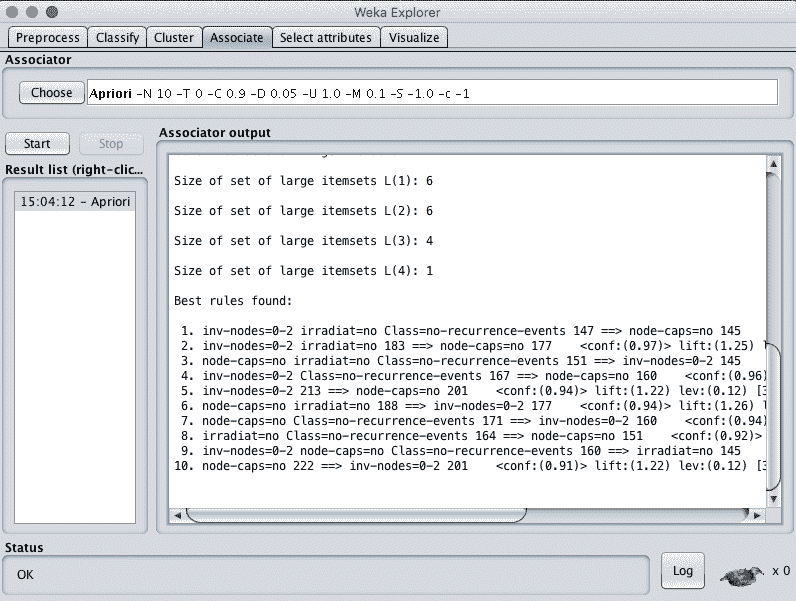 Weka Explorer
Preprocess Classify Cluster Associate Select attributes Visualize
Associator
Choose Apriori -N 10 -T 0 -C 0.9 -D 0.05 -U 1.0 -M 0.1 -S -1.0 -c -1
Start Stop
Result list (right-clic...
15:04:12 - Apriori
Associator output
Size of set of large itemsets L(1): 6
Size of set of large itemsets L(2): 6
Size of set of large itemsets L(3): 4
Size of set of large itemsets L(4): 1
Best rules found:
1. inv-nodes=0-2 irradiat=no Class=no-recurrence-events 147 ==> node-caps=no 145
2. inv-nodes=0-2 irradiat=no 183 ==> node-caps=no 177 <conf:(0.97)> lift:(1.25)
3. node-caps=no irradiat=no Class=no-recurrence-events 151 ==> inv-nodes=0-2 145
4. inv-nodes=0-2 Class=no-recurrence-events 167 ==> node-caps=no 160 <conf:(0.96)
5. inv-nodes=0-2 213 ==> node-caps=no 201 <conf:(0.94)> lift:(1.22) lev:(0.12) [3
6. node-caps=no irradiat=no 188 ==> inv-nodes=0-2 177 <conf:(0.94)> lift:(1.26)
7. node-caps=no Class=no-recurrence-events 171 ==> inv-nodes=0-2 160 <conf:(0.94)
8. irradiat=no Class=no-recurrence-events 164 ==> node-caps=no 151 <conf:(0.92)>
9. inv-nodes=0-2 node-caps=no Class=no-recurrence-events 160 ==> irradiat=no 145
10. node-caps=no 222 ==> inv-nodes=0-2 201 <conf:(0.91)> lift:(1.22) lev:(0.12) [3
Status
OK
Log
x 0